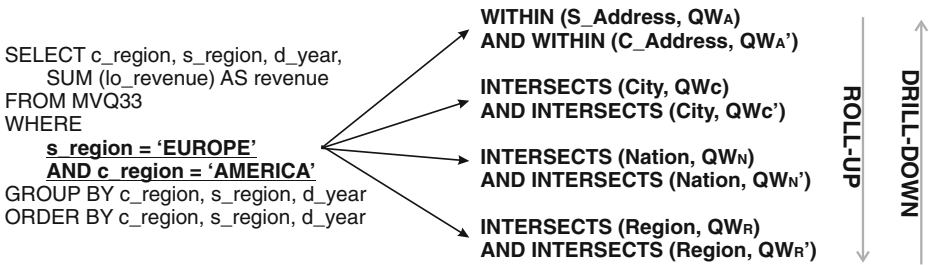 SELECT c_region, s_region, d_year,
SUM (lo_revenue) AS revenue
FROM MVQ33
WHERE
s_region = ‘EUROPE’
AND c_region = ‘AMERICA’
GROUP BY c_region, s_region, d_year
ORDER BY c_region, s_region, d_year
WITHIN (S_Address, QWA)
AND WITHIN (C_Address, QWA’)
INTERSECTS (City, QWc)
AND INTERSECTS (City, QWc’)
INTERSECTS (Nation, QWN)
AND INTERSECTS (Nation, QWN’)
INTERSECTS (Region, QWR)
AND INTERSECTS (Region, QWR’)
ROLL-UP
DRILL-DOWN